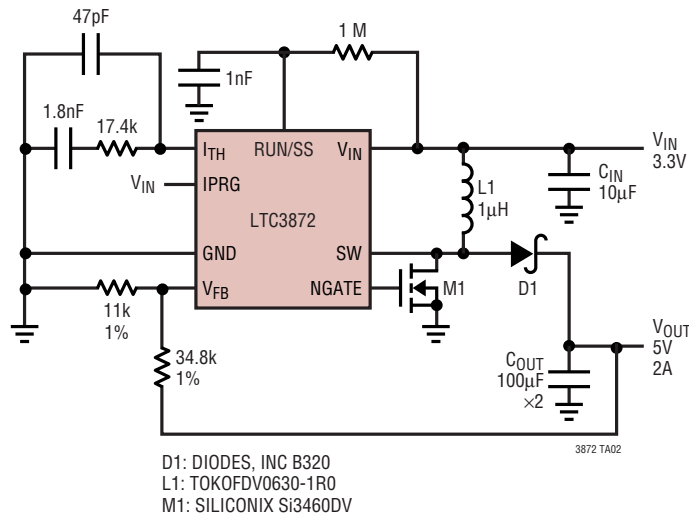 47pF
1 M
1nF
1.8nF
17.4k
ITH
RUN/SS
VIN
VIN
3.3V
CIN
10µF
L1
1µH
VIN
IPRG
LTC3872
GND
SW
D1
NGATE
M1
VFB
11k
1%
34.8k
1%
VOUT
5V
2A
COUT
100µF
×2
3872 TA02
D1: DIODES, INC B320
L1: TOKOFDV0630-1R0
M1: SILICONIX Si3460DV